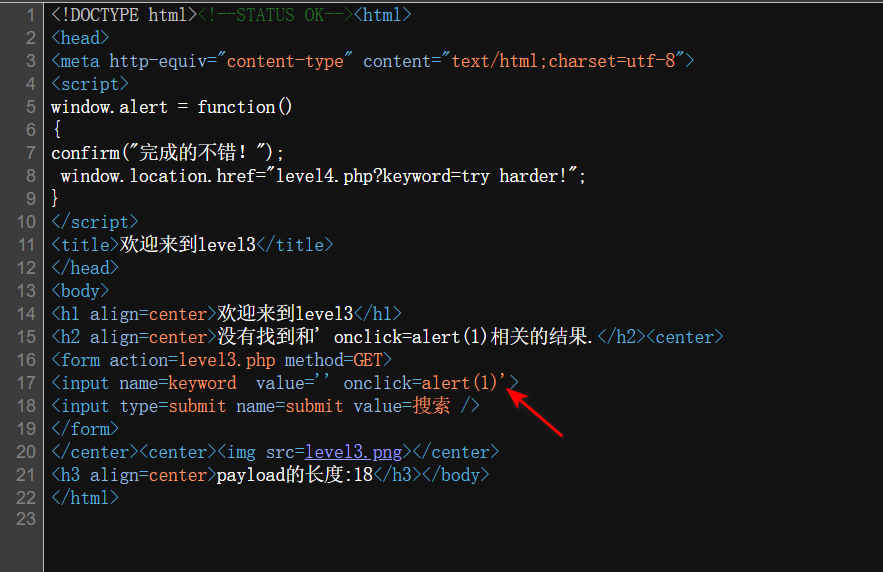 1 <!DOCTYPE html><!--STATUS OK--><html>
2 <head>
3 <meta http-equiv="content-type" content="text/html;charset=utf-8">
4 <script>
5 window.alert = function()
6 {
7 confirm("完成的不错！");
8  window.location.href="level4.php?keyword=try harder!";
9 }
10 </script>
11 <title>欢迎来到level3</title>
12 </head>
13 <body>
14 <h1 align=center>欢迎来到level3</h1>
15 <h2 align=center>没有找到和' onclick=alert(1)相关的结果.</h2><center>
16 <form action=level3.php method=GET>
17 <input name=keyword  value='' onclick=alert(1)'>
18 <input type=submit name=submit value=搜索 />
19 </form>
20 </center><center><img src=level3.png></center>
21 <h3 align=center>payload的长度:18</h3></body>
22 </html>
23